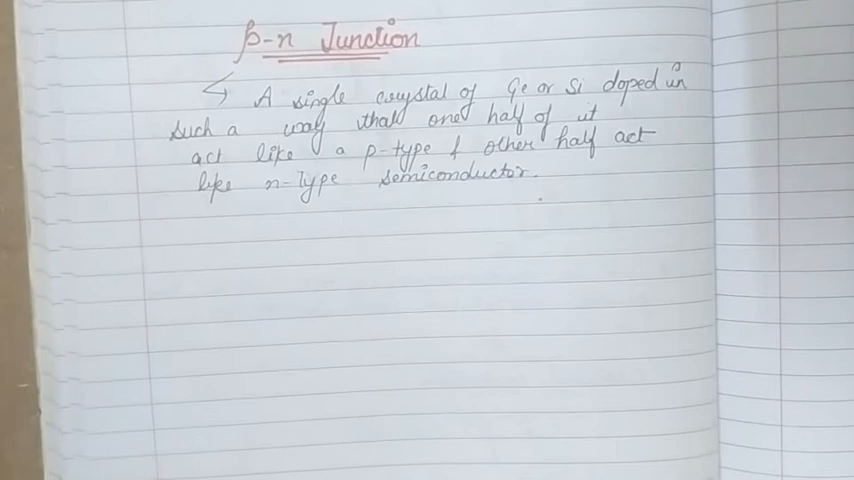 p-n Junction
↳ A single crystal of Ge or Si doped in
such a way that one half of it
act like a p-type & other half act
like n-type semiconductor.